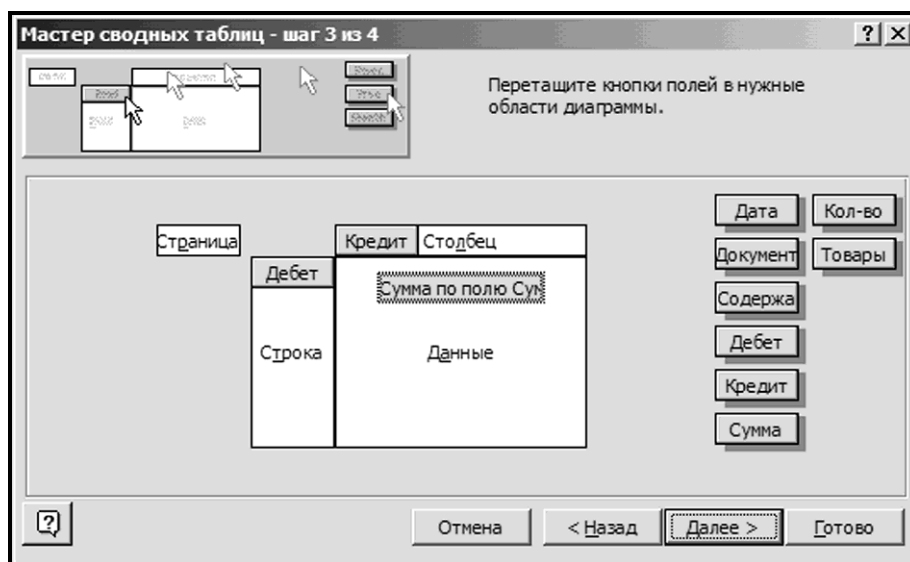 Мастер сводных таблиц - шаг 3 из 4
Перетащите кнопки полей в нужные
области диаграммы.
Страница
Кредит Столбец
Дебет
Сумма по полю Сум
Строка
Данные
Дата Кол-во
Документ Товары
Содержа
Дебет
Кредит
Сумма
Отмена < Назад Далее > Готово